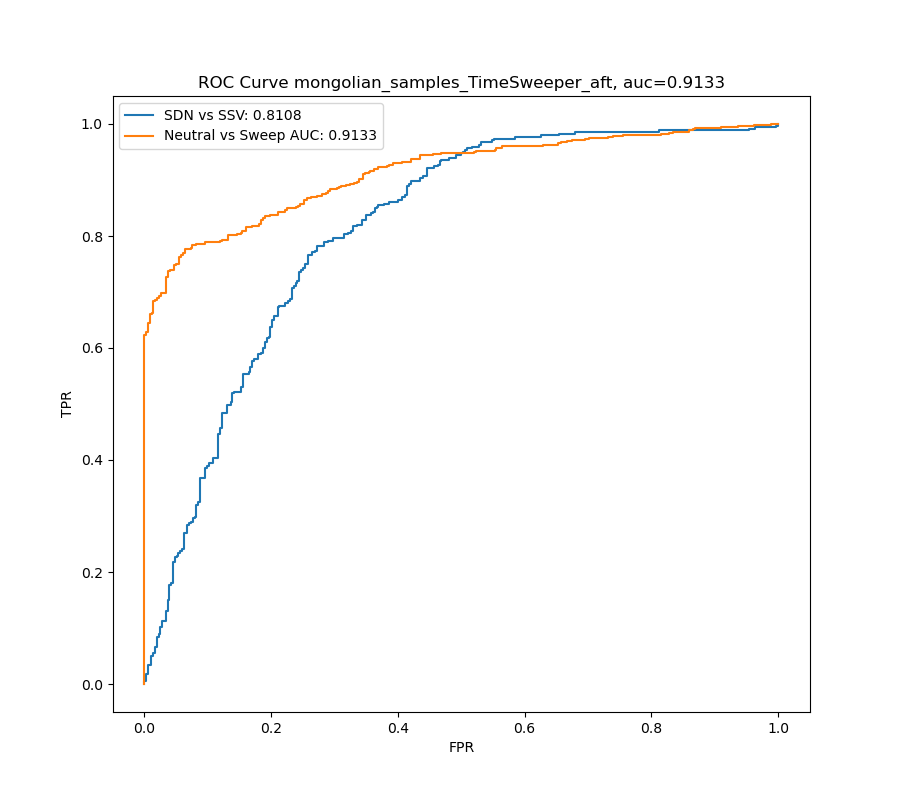 ROC Curve mongolian_samples_TimeSweeper_aft, auc=0.9133
SDN vs SSV: 0.8108
Neutral vs Sweep AUC: 0.9133
1.0
0.8
0.6
0.4
0.2
0.0
TPR
0.0 0.2 0.4 0.6 0.8 1.0
FPR